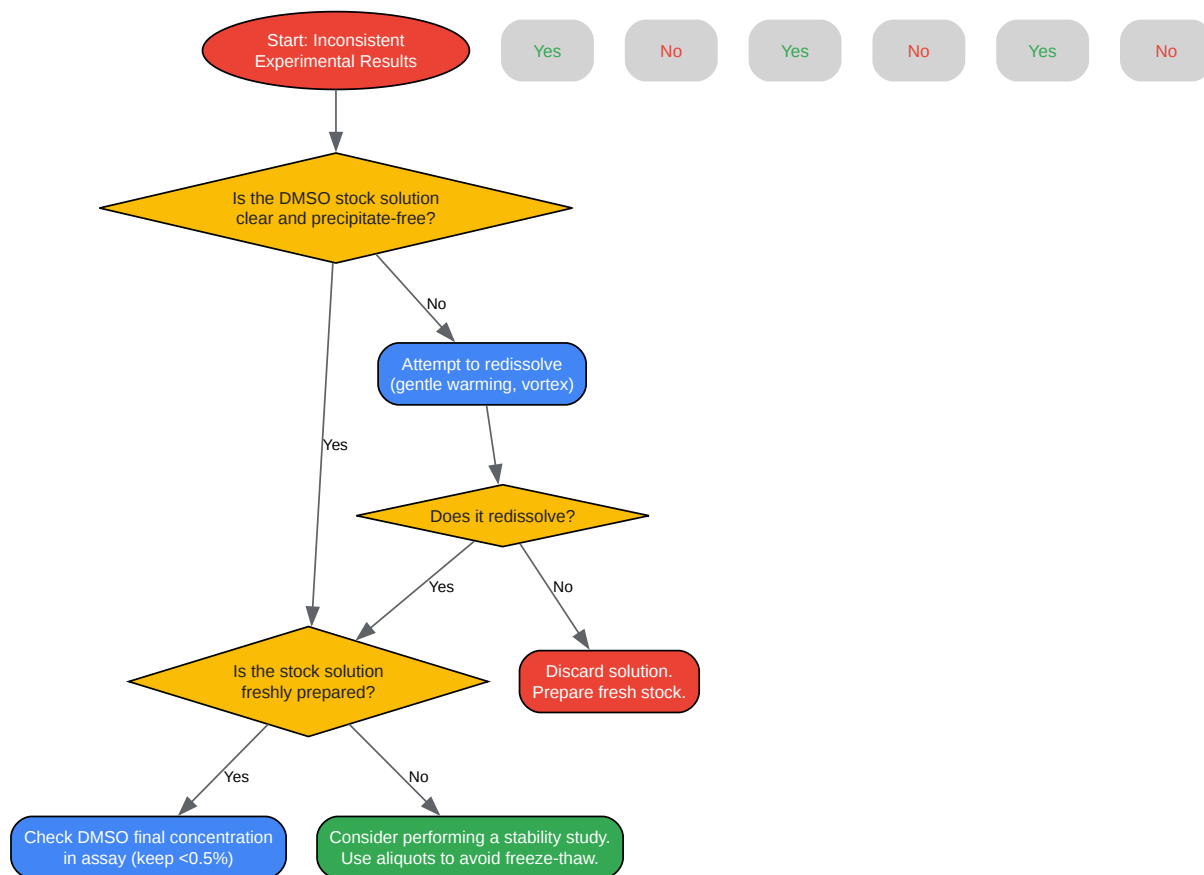 Start: Inconsistent
Experimental Results
Yes
No
Yes
No
Yes
No
Is the DMSO stock solution
clear and precipitate-free?
No
Attempt to redissolve
(gentle warming, vortex)
Yes
Does it redissolve?
Yes
No
Is the stock solution
freshly prepared?
Discard solution.
Prepare fresh stock.
Yes
No
Check DMSO final concentration
in assay (keep <0.5%)
Consider performing a stability study.
Use aliquots to avoid freeze-thaw.